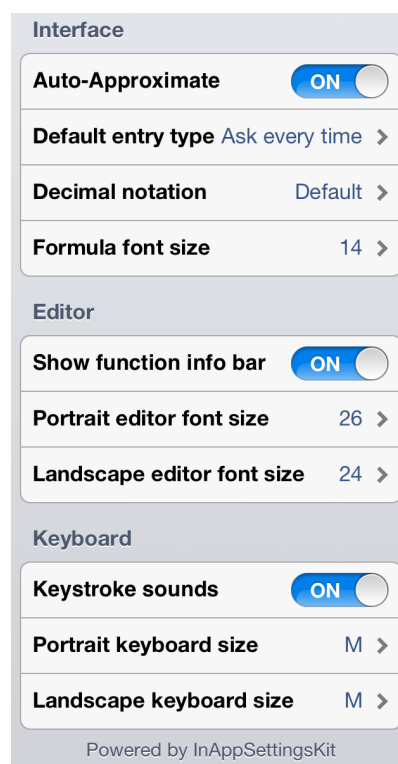 Interface
Auto-Approximate ON
Default entry type Ask every time
Decimal notation Default
Formula font size 14
Editor
Show function info bar ON
Portrait editor font size 26
Landscape editor font size 24
Keyboard
Keystroke sounds ON
Portrait keyboard size M
Landscape keyboard size M
Powered by InAppSettingsKit